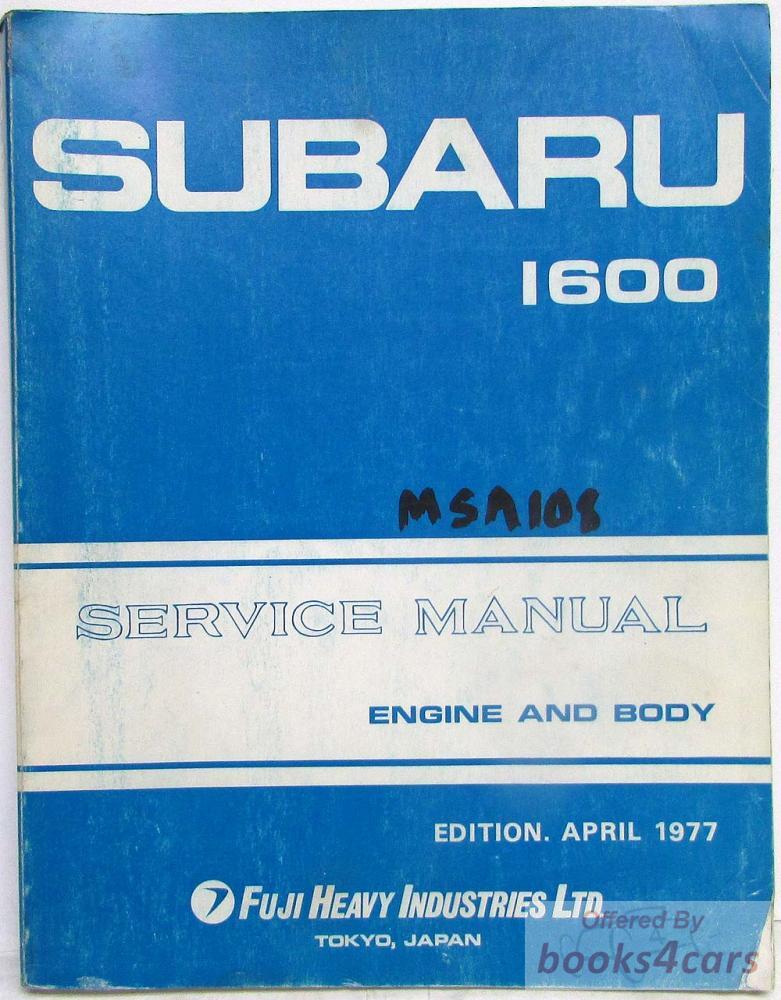 SUBARU
1600
MSA108
SERVICE MANUAL
ENGINE AND BODY
EDITION. APRIL 1977
FUJI HEAVY INDUSTRIES LTD.
TOKYO, JAPAN
Offered By
books4cars